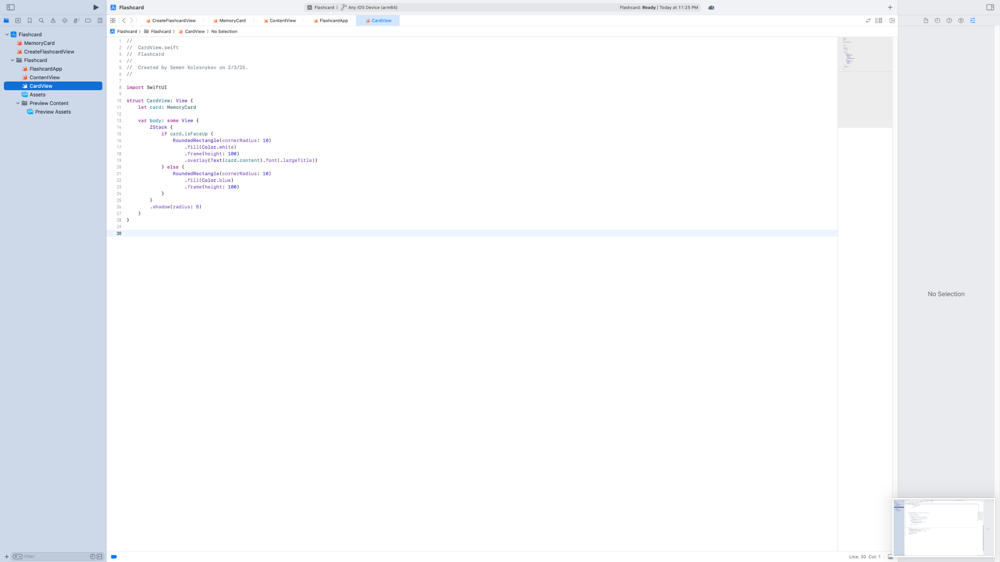 Flashcard
Flashcard
Any iOS Device (arm64)
Flashcard: Ready | Today at 11:25 PM
CreateFlashcardView
MemoryCard
ContentView
FlashcardApp
CardView
Flashcard
Flashcard
CardView
No Selection
Flashcard
MemoryCard
CreateFlashcardView
Flashcard
FlashcardApp
ContentView
CardView
Assets
Preview Content
Preview Assets
1 //
2 //  CardView.swift
3 //  Flashcard
4 //
5 //  Created by Semen Kolesnykov on 2/3/25.
6 //
7
8 import SwiftUI
9
10 struct CardView: View {
11     let card: MemoryCard
12
13     var body: some View {
14         ZStack {
15             if card.isFaceUp {
16                 RoundedRectangle(cornerRadius: 10)
17                     .fill(Color.white)
18                     .frame(height: 100)
19                     .overlay(Text(card.content).font(.largeTitle))
20             } else {
21                 RoundedRectangle(cornerRadius: 10)
22                     .fill(Color.blue)
23                     .frame(height: 100)
24             }
25         }
26         .shadow(radius: 5)
27     }
28 }
29
30
No Selection
Filter
Line: 30 Col: 1